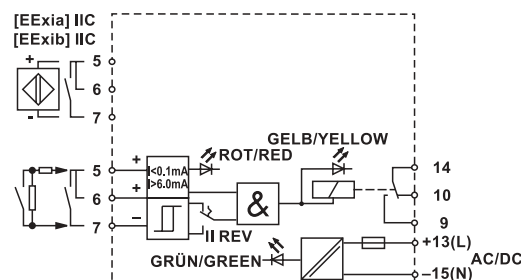 [EExia] IIC
[EExib] IIC
+ 5
6
- 7
GELB/YELLOW
ROT/RED
5 + I<0.1mA
6 + I>6.0mA
7 –
&
II REV
14
10
9
GRÜN/GREEN
+13(L)
AC/DC
–15(N)